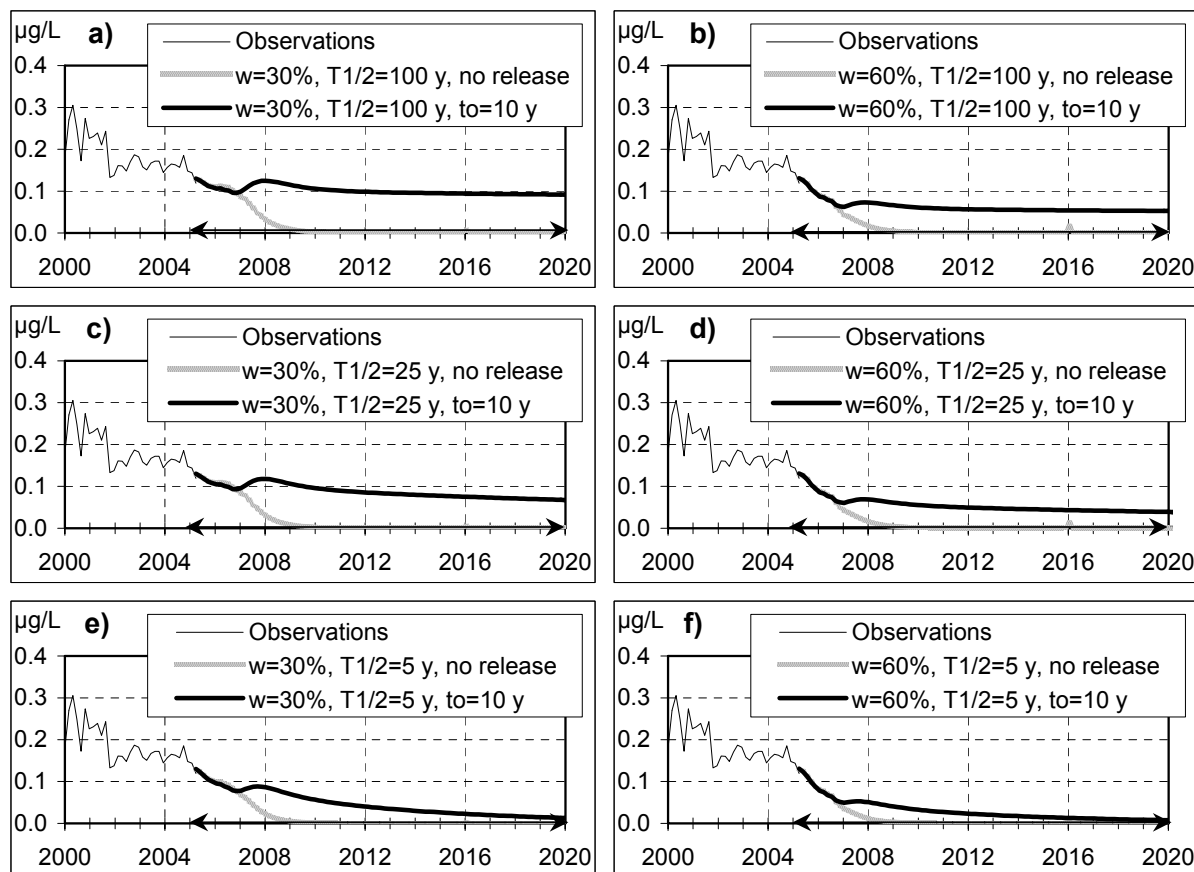 µg/L a)
Observations
w=30%, T1/2=100 y, no release
w=30%, T1/2=100 y, to=10 y
0.4
0.3
0.2
0.1
0.0
2000 2004 2008 2012 2016 2020
µg/L b)
Observations
w=60%, T1/2=100 y, no release
w=60%, T1/2=100 y, to=10 y
0.4
0.3
0.2
0.1
0.0
2000 2004 2008 2012 2016 2020
µg/L c)
Observations
w=30%, T1/2=25 y, no release
w=30%, T1/2=25 y, to=10 y
0.4
0.3
0.2
0.1
0.0
2000 2004 2008 2012 2016 2020
µg/L d)
Observations
w=60%, T1/2=25 y, no release
w=60%, T1/2=25 y, to=10 y
0.4
0.3
0.2
0.1
0.0
2000 2004 2008 2012 2016 2020
µg/L e)
Observations
w=30%, T1/2=5 y, no release
w=30%, T1/2=5 y, to=10 y
0.4
0.3
0.2
0.1
0.0
2000 2004 2008 2012 2016 2020
µg/L f)
Observations
w=60%, T1/2=5 y, no release
w=60%, T1/2=5 y, to=10 y
0.4
0.3
0.2
0.1
0.0
2000 2004 2008 2012 2016 2020